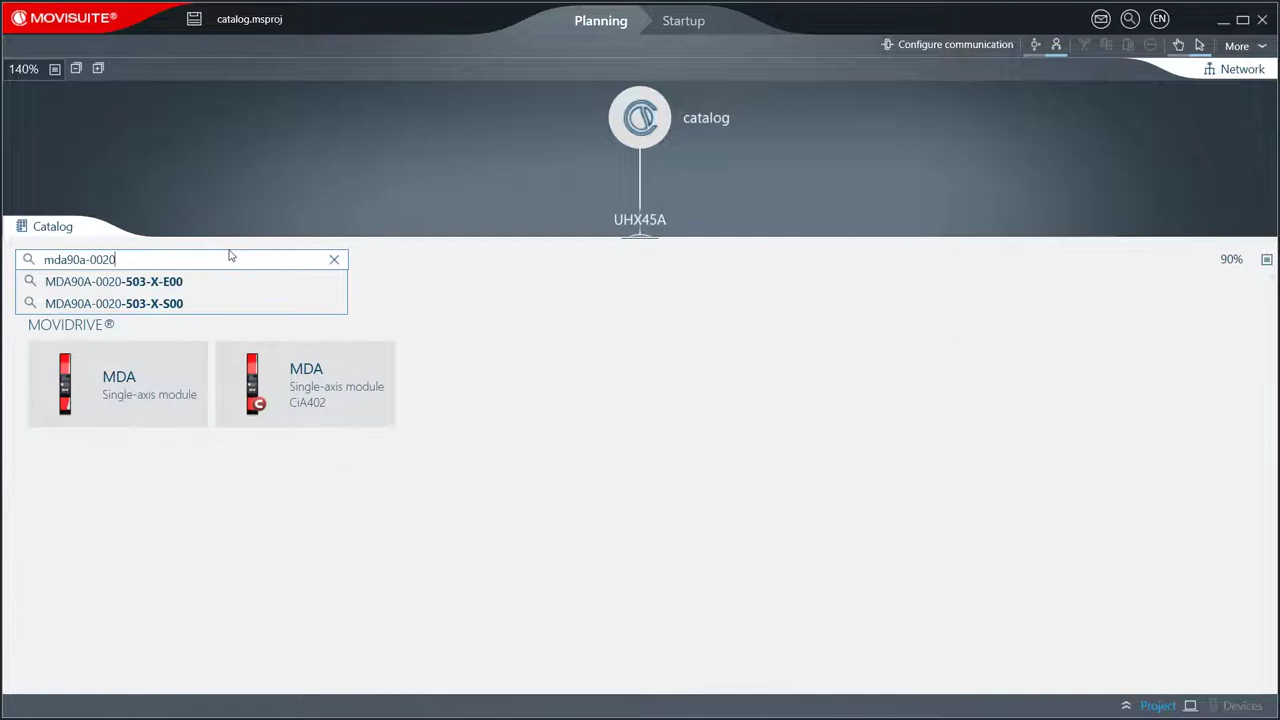 MOVISUITE®
catalog.msproj
Planning
Startup
EN
Configure communication
More
140%
Network
catalog
UHX45A
Catalog
mda90a-0020
90%
MDA90A-0020-503-X-E00
MDA90A-0020-503-X-S00
MOVIDRIVE®
MDA
Single-axis module
MDA
Single-axis module
CiA402
Project
Devices